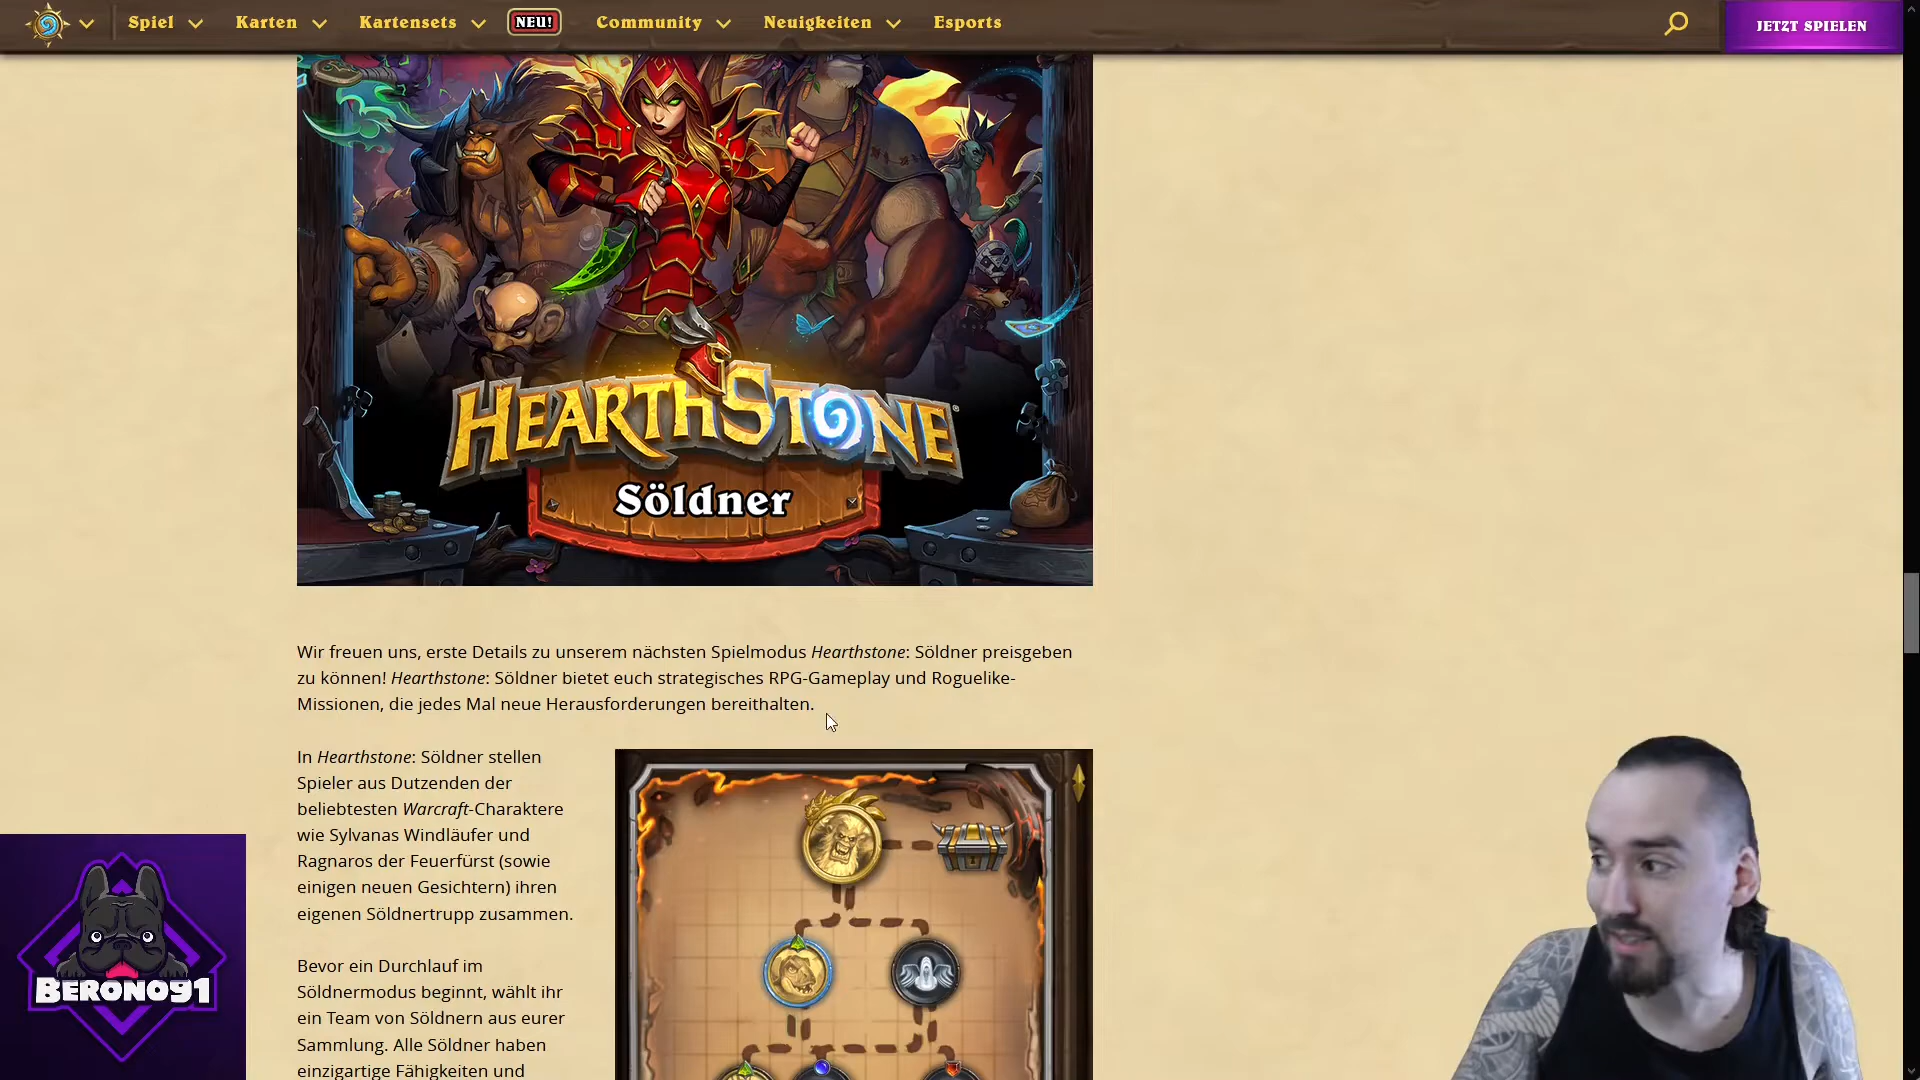 Spiel Karten Kartensets NEU! Community Neuigkeiten Esports JETZT SPIELEN
HEARTHSTONE
Söldner
Wir freuen uns, erste Details zu unserem nächsten Spielmodus Hearthstone: Söldner preisgeben
zu können! Hearthstone: Söldner bietet euch strategisches RPG-Gameplay und Roguelike-
Missionen, die jedes Mal neue Herausforderungen bereithalten.
In Hearthstone: Söldner stellen
Spieler aus Dutzenden der
beliebtesten Warcraft-Charaktere
wie Sylvanas Windläufer und
Ragnaros der Feuerfürst (sowie
einigen neuen Gesichtern) ihren
eigenen Söldnertrupp zusammen.
Bevor ein Durchlauf im
Söldnermodus beginnt, wählt ihr
ein Team von Söldnern aus eurer
Sammlung. Alle Söldner haben
einzigartige Fähigkeiten und
BERONO91